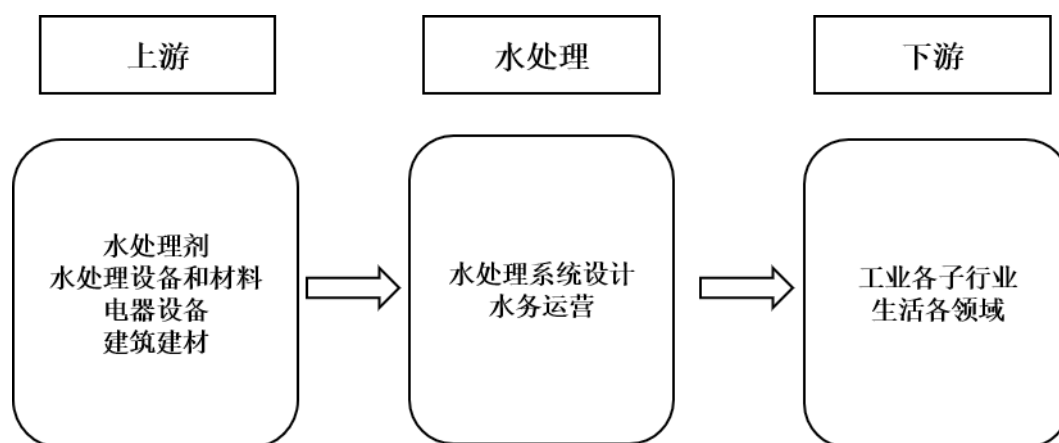 上游
水处理
下游
水处理剂
水处理设备和材料
电器设备
建筑建材
水处理系统设计
水务运营
工业各子行业
生活各领域